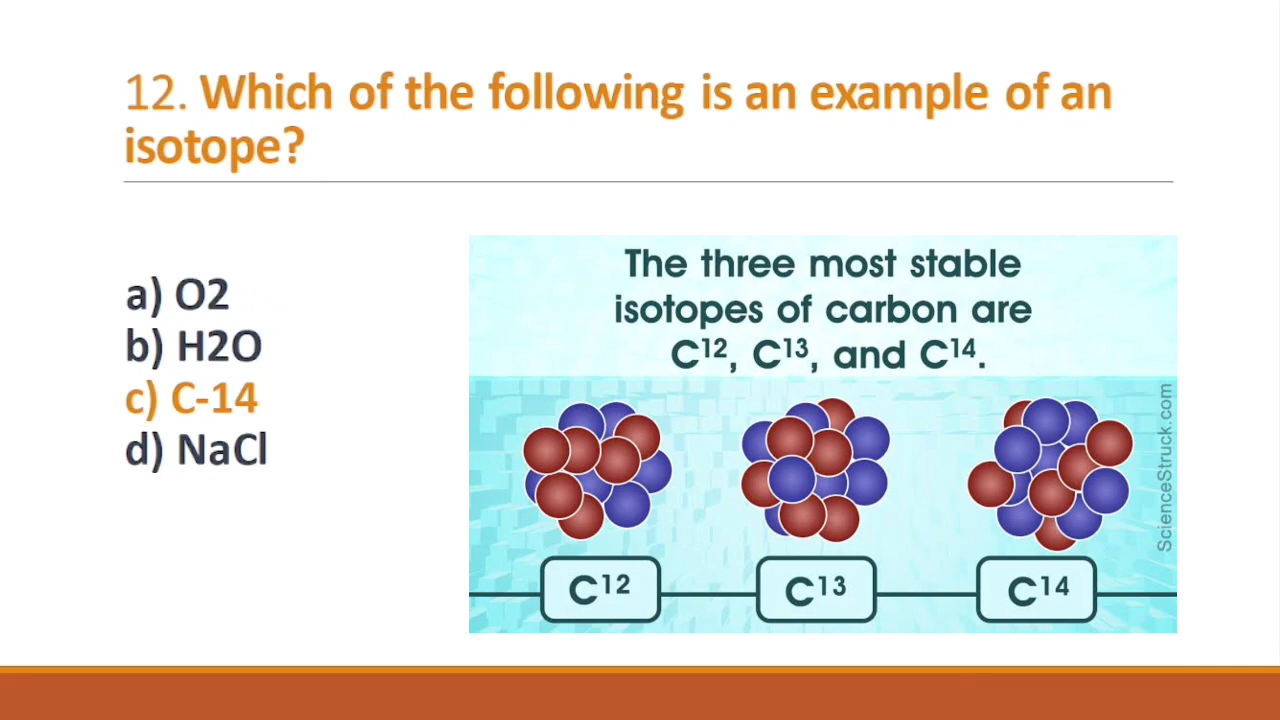 12. Which of the following is an example of an
isotope?
a) O2
b) H2O
c) C-14
d) NaCl
The three most stable
isotopes of carbon are
C¹², C¹³, and C¹⁴.
C¹²
C¹³
C¹⁴
ScienceStruck.com